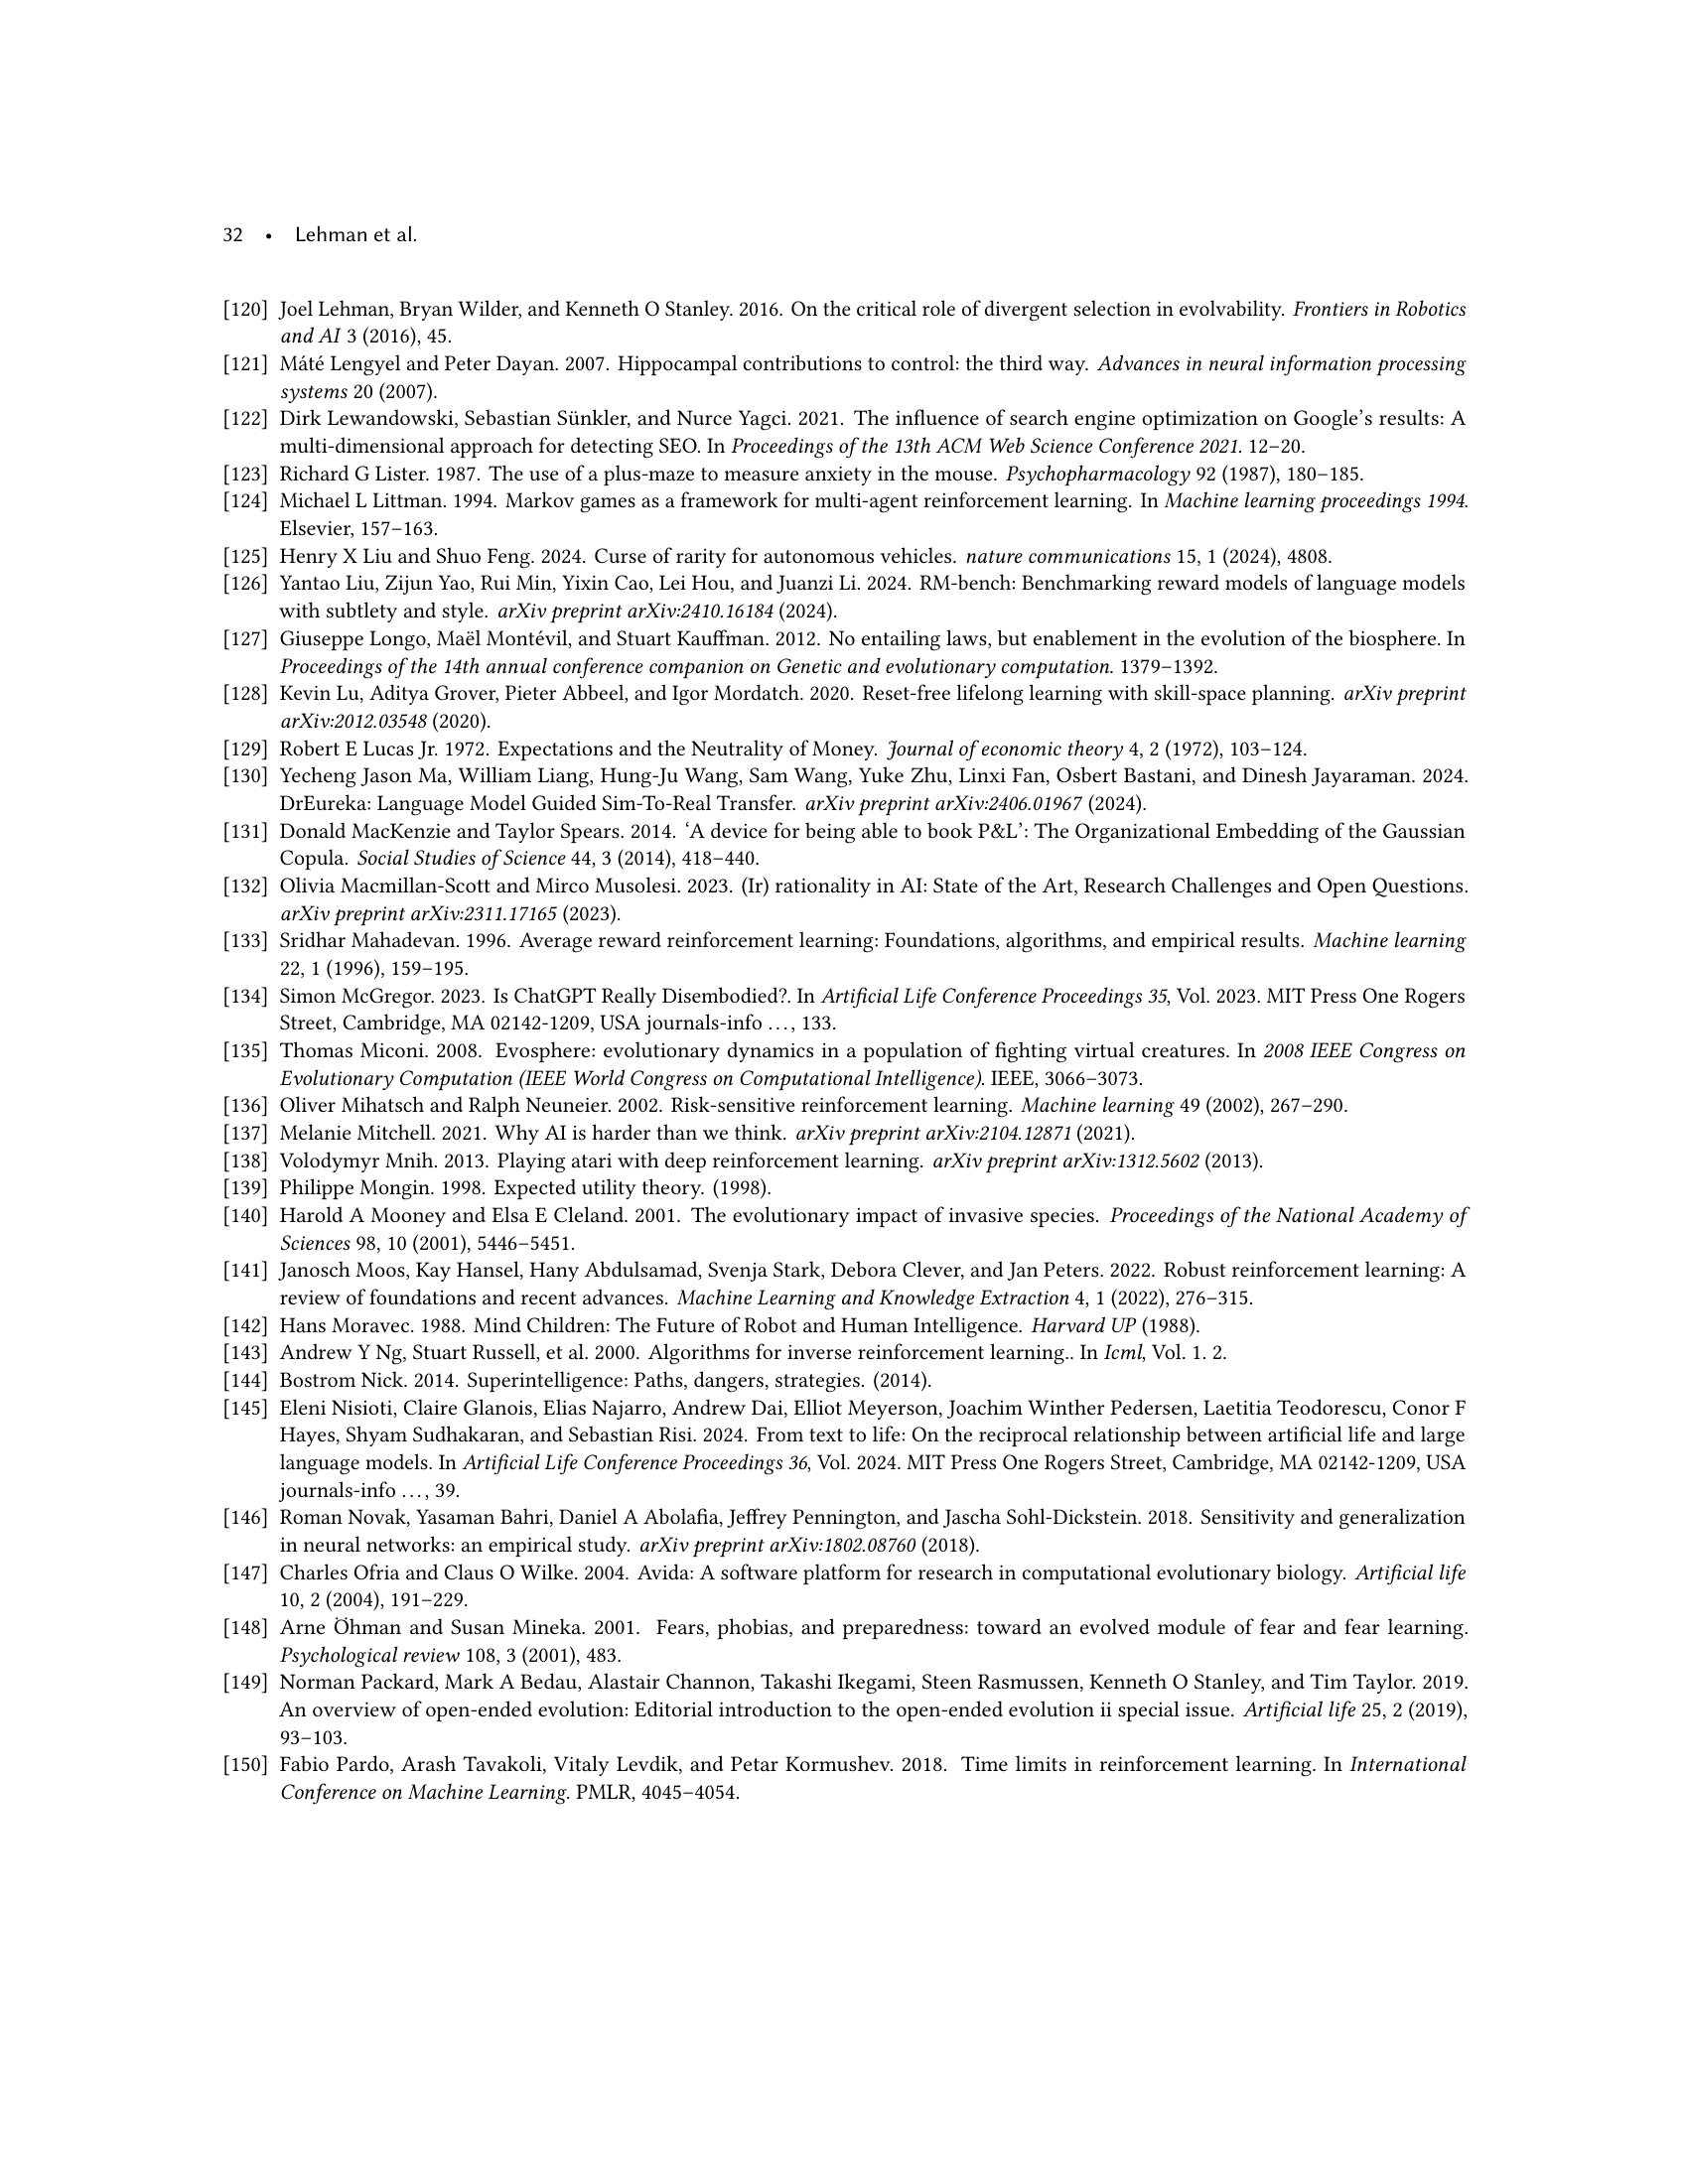 32 • Lehman et al.
[120] Joel Lehman, Bryan Wilder, and Kenneth O Stanley. 2016. On the critical role of divergent selection in evolvability. Frontiers in Robotics
and AI 3 (2016), 45.
[121] Máté Lengyel and Peter Dayan. 2007. Hippocampal contributions to control: the third way. Advances in neural information processing
systems 20 (2007).
[122] Dirk Lewandowski, Sebastian Sünkler, and Nurce Yagci. 2021. The influence of search engine optimization on Google's results: A
multi-dimensional approach for detecting SEO. In Proceedings of the 13th ACM Web Science Conference 2021. 12–20.
[123] Richard G Lister. 1987. The use of a plus-maze to measure anxiety in the mouse. Psychopharmacology 92 (1987), 180–185.
[124] Michael L Littman. 1994. Markov games as a framework for multi-agent reinforcement learning. In Machine learning proceedings 1994.
Elsevier, 157–163.
[125] Henry X Liu and Shuo Feng. 2024. Curse of rarity for autonomous vehicles. nature communications 15, 1 (2024), 4808.
[126] Yantao Liu, Zijun Yao, Rui Min, Yixin Cao, Lei Hou, and Juanzi Li. 2024. RM-bench: Benchmarking reward models of language models
with subtlety and style. arXiv preprint arXiv:2410.16184 (2024).
[127] Giuseppe Longo, Maël Montévil, and Stuart Kauffman. 2012. No entailing laws, but enablement in the evolution of the biosphere. In
Proceedings of the 14th annual conference companion on Genetic and evolutionary computation. 1379–1392.
[128] Kevin Lu, Aditya Grover, Pieter Abbeel, and Igor Mordatch. 2020. Reset-free lifelong learning with skill-space planning. arXiv preprint
arXiv:2012.03548 (2020).
[129] Robert E Lucas Jr. 1972. Expectations and the Neutrality of Money. Journal of economic theory 4, 2 (1972), 103–124.
[130] Yecheng Jason Ma, William Liang, Hung-Ju Wang, Sam Wang, Yuke Zhu, Linxi Fan, Osbert Bastani, and Dinesh Jayaraman. 2024.
DrEureka: Language Model Guided Sim-To-Real Transfer. arXiv preprint arXiv:2406.01967 (2024).
[131] Donald MacKenzie and Taylor Spears. 2014. 'A device for being able to book P&L': The Organizational Embedding of the Gaussian
Copula. Social Studies of Science 44, 3 (2014), 418–440.
[132] Olivia Macmillan-Scott and Mirco Musolesi. 2023. (Ir) rationality in AI: State of the Art, Research Challenges and Open Questions.
arXiv preprint arXiv:2311.17165 (2023).
[133] Sridhar Mahadevan. 1996. Average reward reinforcement learning: Foundations, algorithms, and empirical results. Machine learning
22, 1 (1996), 159–195.
[134] Simon McGregor. 2023. Is ChatGPT Really Disembodied?. In Artificial Life Conference Proceedings 35, Vol. 2023. MIT Press One Rogers
Street, Cambridge, MA 02142-1209, USA journals-info . . . , 133.
[135] Thomas Miconi. 2008. Evosphere: evolutionary dynamics in a population of fighting virtual creatures. In 2008 IEEE Congress on
Evolutionary Computation (IEEE World Congress on Computational Intelligence). IEEE, 3066–3073.
[136] Oliver Mihatsch and Ralph Neuneier. 2002. Risk-sensitive reinforcement learning. Machine learning 49 (2002), 267–290.
[137] Melanie Mitchell. 2021. Why AI is harder than we think. arXiv preprint arXiv:2104.12871 (2021).
[138] Volodymyr Mnih. 2013. Playing atari with deep reinforcement learning. arXiv preprint arXiv:1312.5602 (2013).
[139] Philippe Mongin. 1998. Expected utility theory. (1998).
[140] Harold A Mooney and Elsa E Cleland. 2001. The evolutionary impact of invasive species. Proceedings of the National Academy of
Sciences 98, 10 (2001), 5446–5451.
[141] Janosch Moos, Kay Hansel, Hany Abdulsamad, Svenja Stark, Debora Clever, and Jan Peters. 2022. Robust reinforcement learning: A
review of foundations and recent advances. Machine Learning and Knowledge Extraction 4, 1 (2022), 276–315.
[142] Hans Moravec. 1988. Mind Children: The Future of Robot and Human Intelligence. Harvard UP (1988).
[143] Andrew Y Ng, Stuart Russell, et al. 2000. Algorithms for inverse reinforcement learning.. In Icml, Vol. 1. 2.
[144] Bostrom Nick. 2014. Superintelligence: Paths, dangers, strategies. (2014).
[145] Eleni Nisioti, Claire Glanois, Elias Najarro, Andrew Dai, Elliot Meyerson, Joachim Winther Pedersen, Laetitia Teodorescu, Conor F
Hayes, Shyam Sudhakaran, and Sebastian Risi. 2024. From text to life: On the reciprocal relationship between artificial life and large
language models. In Artificial Life Conference Proceedings 36, Vol. 2024. MIT Press One Rogers Street, Cambridge, MA 02142-1209, USA
journals-info . . . , 39.
[146] Roman Novak, Yasaman Bahri, Daniel A Abolafia, Jeffrey Pennington, and Jascha Sohl-Dickstein. 2018. Sensitivity and generalization
in neural networks: an empirical study. arXiv preprint arXiv:1802.08760 (2018).
[147] Charles Ofria and Claus O Wilke. 2004. Avida: A software platform for research in computational evolutionary biology. Artificial life
10, 2 (2004), 191–229.
[148] Arne Öhman and Susan Mineka. 2001. Fears, phobias, and preparedness: toward an evolved module of fear and fear learning.
Psychological review 108, 3 (2001), 483.
[149] Norman Packard, Mark A Bedau, Alastair Channon, Takashi Ikegami, Steen Rasmussen, Kenneth O Stanley, and Tim Taylor. 2019.
An overview of open-ended evolution: Editorial introduction to the open-ended evolution ii special issue. Artificial life 25, 2 (2019),
93–103.
[150] Fabio Pardo, Arash Tavakoli, Vitaly Levdik, and Petar Kormushev. 2018. Time limits in reinforcement learning. In International
Conference on Machine Learning. PMLR, 4045–4054.